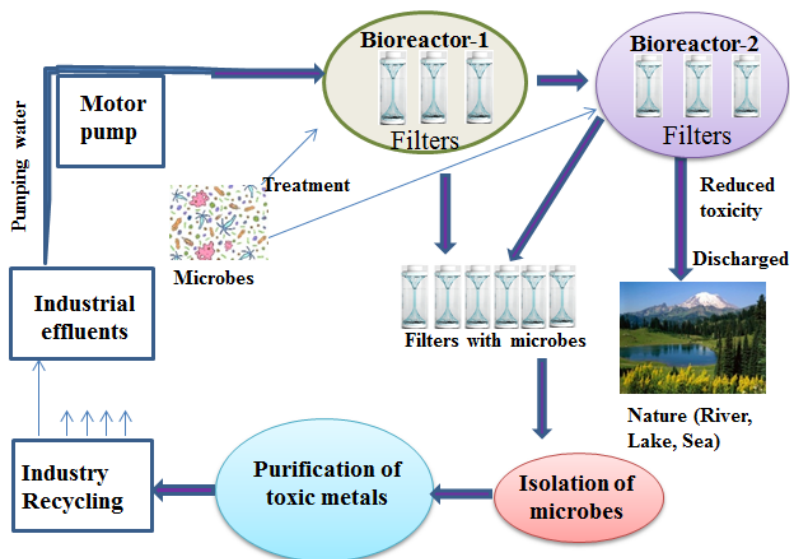 Bioreactor-1
Filters
Bioreactor-2
Filters
Motor
pump
Pumping water
Treatment
Microbes
Reduced
toxicity
Discharged
Industrial
effluents
Filters with microbes
Nature (River,
Lake, Sea)
Industry
Recycling
Purification of
toxic metals
Isolation of
microbes